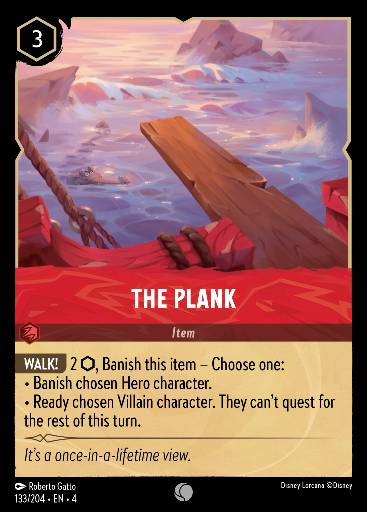 3
THE PLANK
Item
WALK! 2 ⬡, Banish this item – Choose one:
• Banish chosen Hero character.
• Ready chosen Villain character. They can't quest for
the rest of this turn.
It's a once-in-a-lifetime view.
Roberto Gatto
Disney Lorcana ©Disney
133/204 • EN • 4